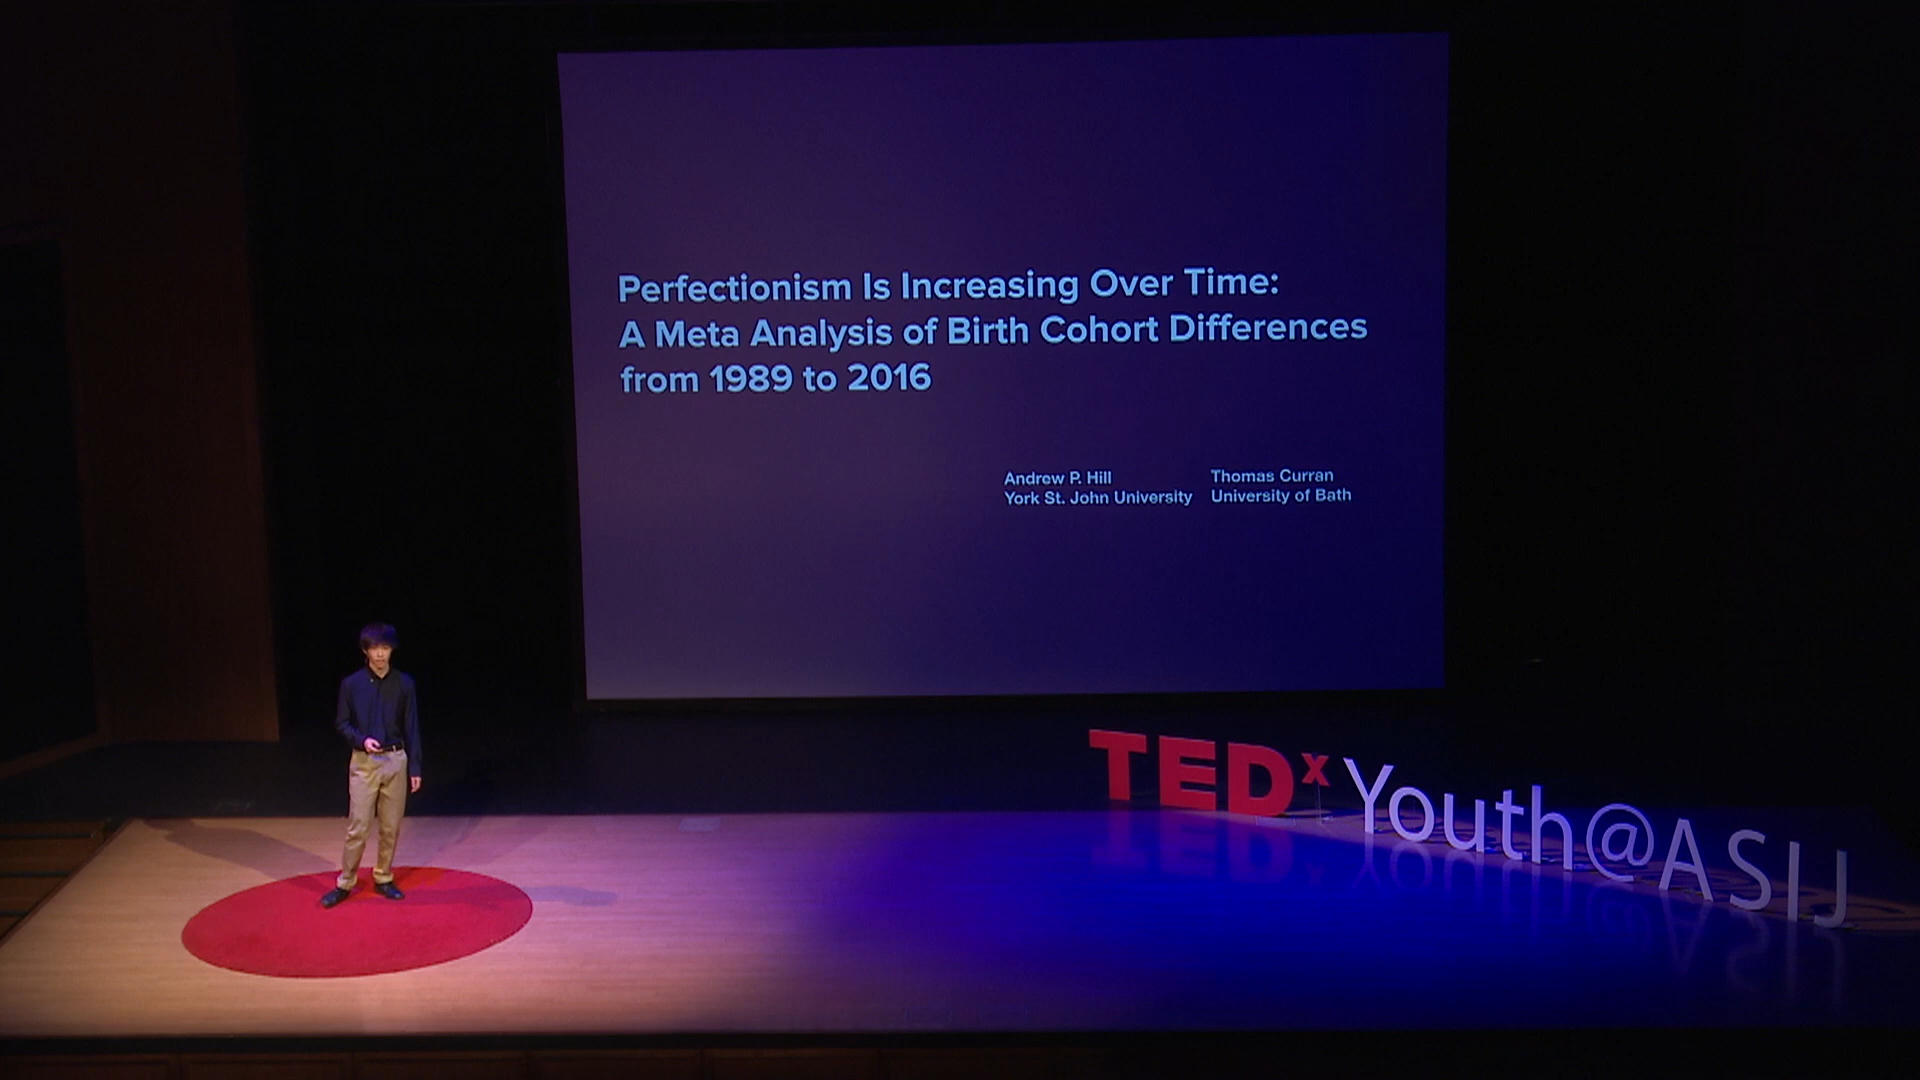 Perfectionism Is Increasing Over Time:
A Meta Analysis of Birth Cohort Differences
from 1989 to 2016
Andrew P. Hill
York St. John University
Thomas Curran
University of Bath
TEDx Youth@ASIJ